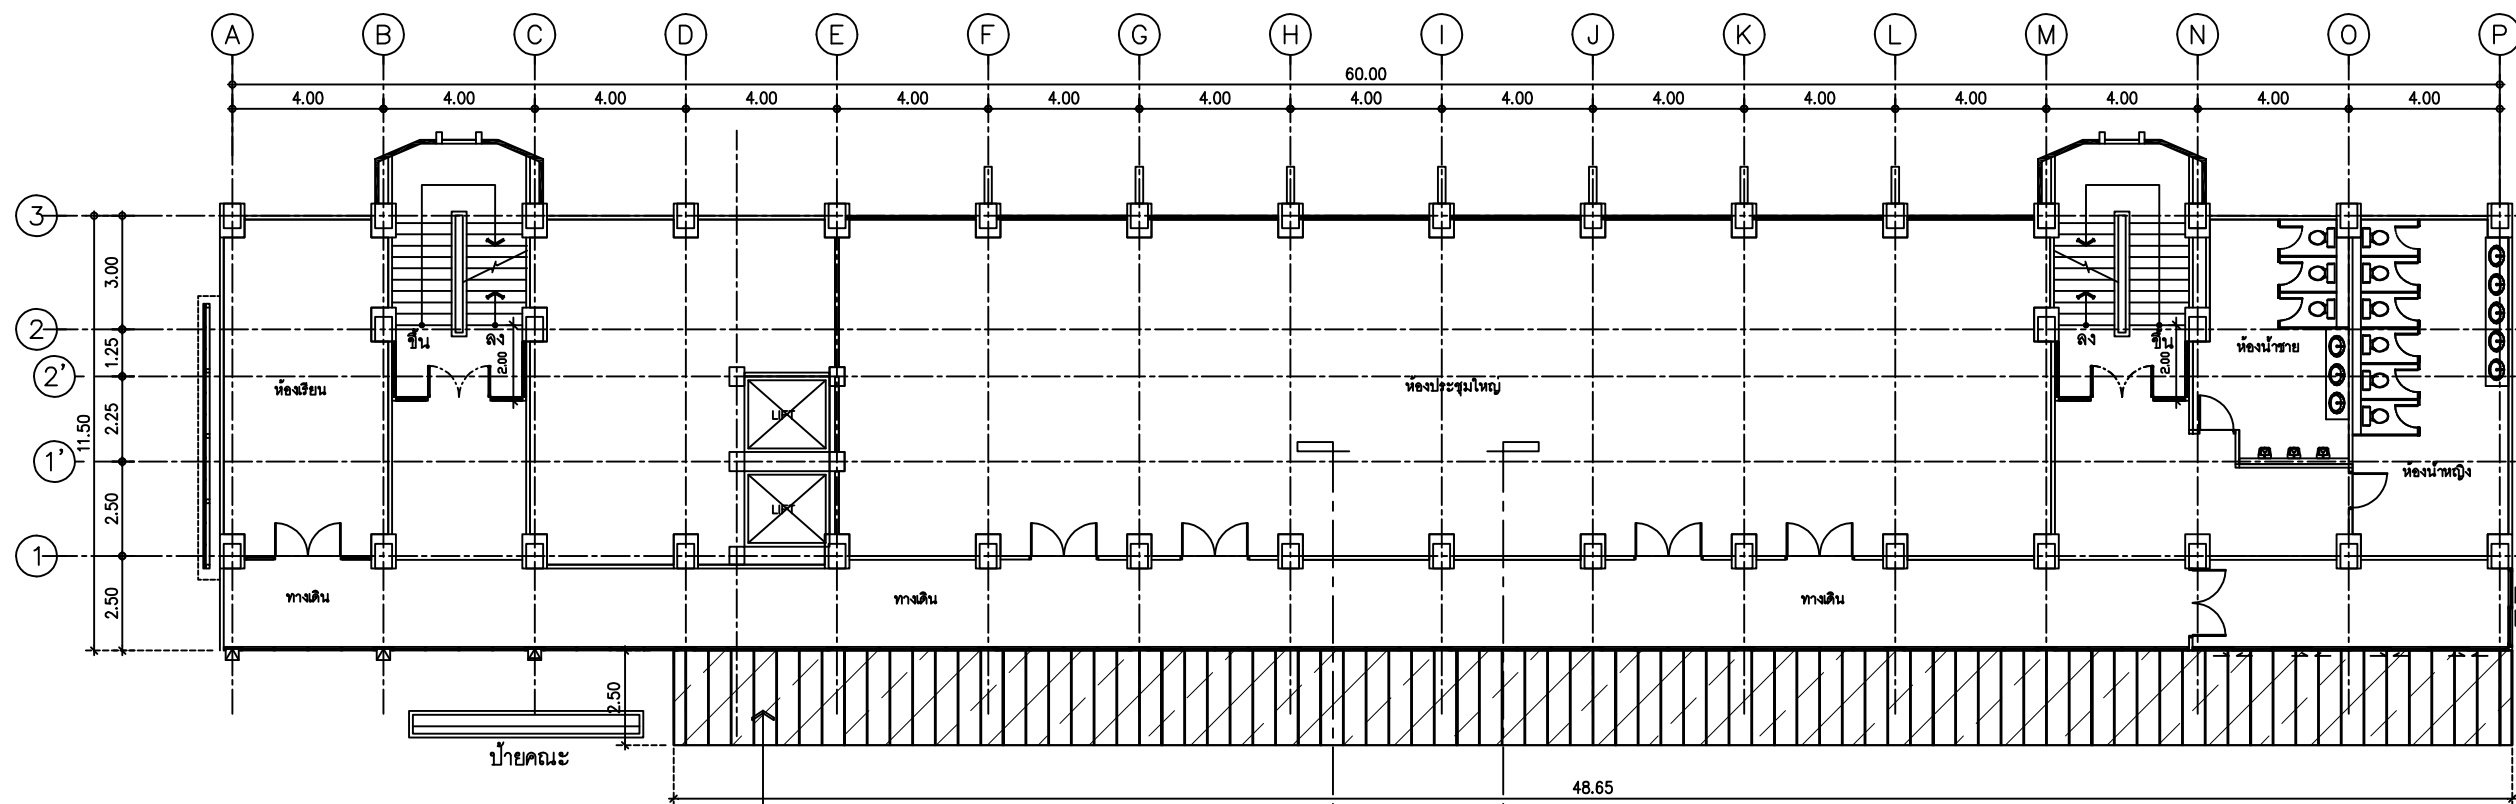 A B C D E F G H I J K L M N O P
60.00
4.00 4.00 4.00 4.00 4.00 4.00 4.00 4.00 4.00 4.00 4.00 4.00 4.00 4.00 4.00
3
3.00
2
ขึ้น ลง
ลง ขึ้น
1.25
2.00
2.00
ห้องน้ำชาย
2'
ห้องเรียน
ห้องประชุมใหญ่
LIFT
2.25
11.50
1'
ห้องน้ำหญิง
2.50
LIFT
1
2.50
ทางเดิน ทางเดิน ทางเดิน
2.50
ป้ายคณะ
48.65